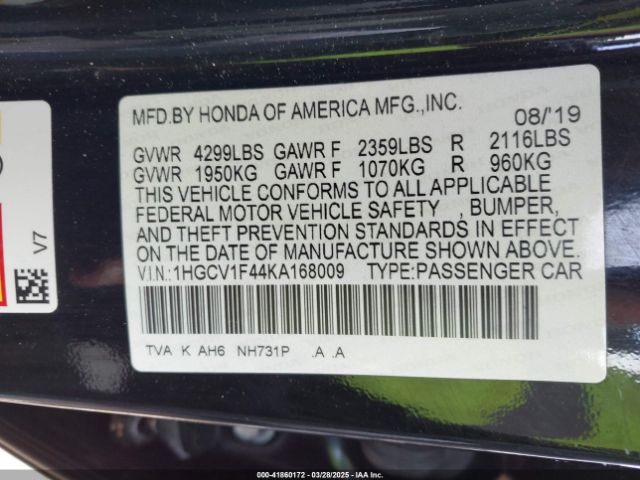 MFD.BY HONDA OF AMERICA MFG.,INC. 08/'19
GVWR 4299LBS GAWR F 2359LBS R 2116LBS
GVWR 1950KG GAWR F 1070KG R 960KG
THIS VEHICLE CONFORMS TO ALL APPLICABLE
FEDERAL MOTOR VEHICLE SAFETY , BUMPER,
AND THEFT PREVENTION STANDARDS IN EFFECT
ON THE DATE OF MANUFACTURE SHOWN ABOVE.
V.I.N.:1HGCV1F44KA168009 TYPE:PASSENGER CAR
TVA K AH6 NH731P .A .A
V7
000-41860172 | 03/28/2025 | IAA, Inc.